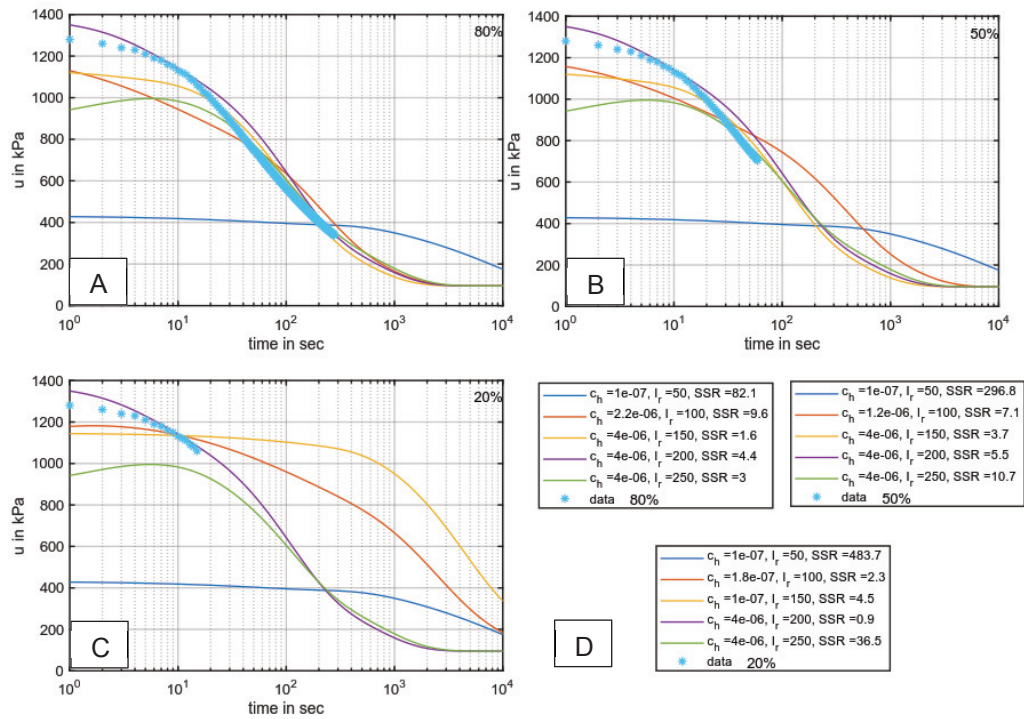 1400
1200
1000
800
600
400
200
0
u in kPa
80%
A
10^0 10^1 10^2 10^3 10^4
time in sec
1400
1200
1000
800
600
400
200
0
u in kPa
50%
B
10^0 10^1 10^2 10^3 10^4
time in sec
1400
1200
1000
800
600
400
200
0
u in kPa
20%
C
10^0 10^1 10^2 10^3 10^4
time in sec
c_h =1e-07, I_r =50, SSR =82.1
c_h =2.2e-06, I_r =100, SSR =9.6
c_h =4e-06, I_r =150, SSR =1.6
c_h =4e-06, I_r =200, SSR =4.4
c_h =4e-06, I_r =250, SSR =3
data 80%
c_h =1e-07, I_r =50, SSR =296.8
c_h =1.2e-06, I_r =100, SSR =7.1
c_h =4e-06, I_r =150, SSR =3.7
c_h =4e-06, I_r =200, SSR =5.5
c_h =4e-06, I_r =250, SSR =10.7
data 50%
c_h =1e-07, I_r =50, SSR =483.7
c_h =1.8e-07, I_r =100, SSR =2.3
c_h =1e-07, I_r =150, SSR =4.5
c_h =4e-06, I_r =200, SSR =0.9
c_h =4e-06, I_r =250, SSR =36.5
data 20%
D